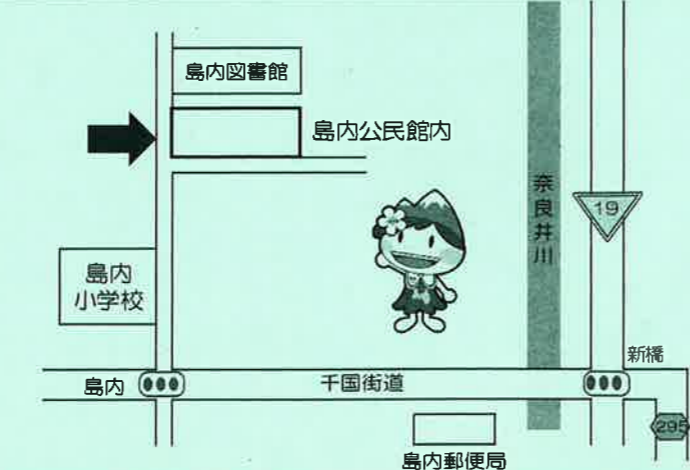 島内図書館
島内公民館内
奈良井川
19
島内
小学校
新橋
島内
千国街道
295
島内郵便局